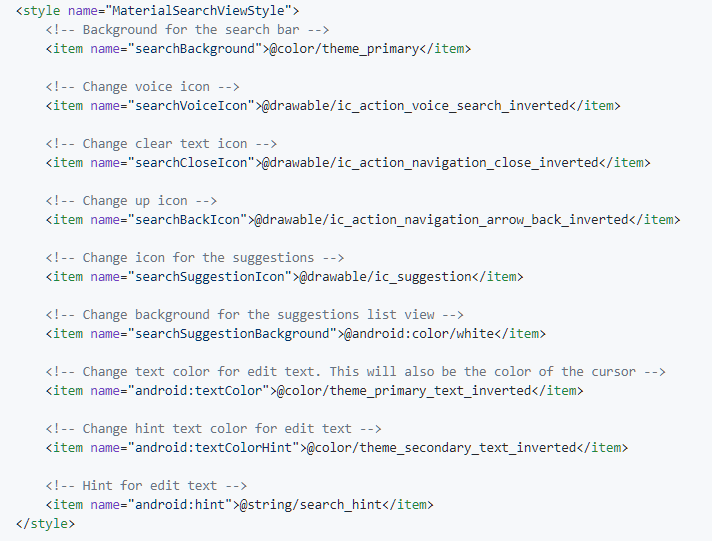 <style name="MaterialSearchViewStyle">
    <!-- Background for the search bar -->
    <item name="searchBackground">@color/theme_primary</item>

    <!-- Change voice icon -->
    <item name="searchVoiceIcon">@drawable/ic_action_voice_search_inverted</item>

    <!-- Change clear text icon -->
    <item name="searchCloseIcon">@drawable/ic_action_navigation_close_inverted</item>

    <!-- Change up icon -->
    <item name="searchBackIcon">@drawable/ic_action_navigation_arrow_back_inverted</item>

    <!-- Change icon for the suggestions -->
    <item name="searchSuggestionIcon">@drawable/ic_suggestion</item>

    <!-- Change background for the suggestions list view -->
    <item name="searchSuggestionBackground">@android:color/white</item>

    <!-- Change text color for edit text. This will also be the color of the cursor -->
    <item name="android:textColor">@color/theme_primary_text_inverted</item>

    <!-- Change hint text color for edit text -->
    <item name="android:textColorHint">@color/theme_secondary_text_inverted</item>

    <!-- Hint for edit text -->
    <item name="android:hint">@string/search_hint</item>
</style>